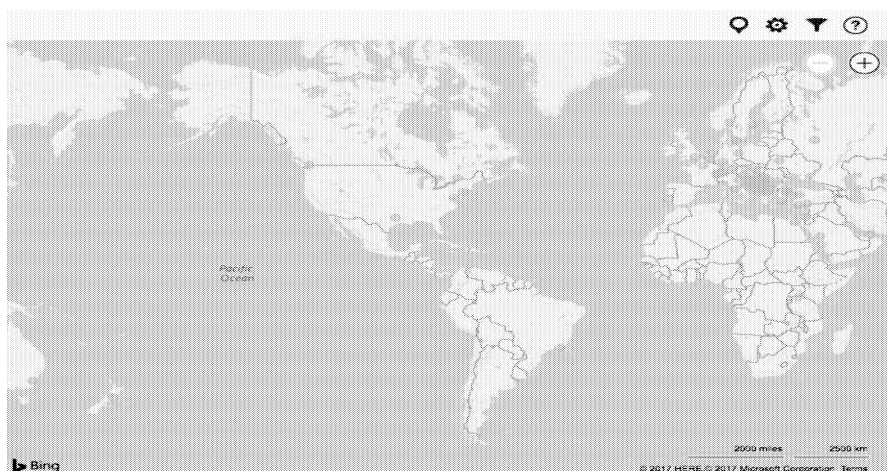 ?
Pacific
Ocean
2000 miles 2500 km
Bing
© 2017 HERE,© 2017 Microsoft Corporation Terms